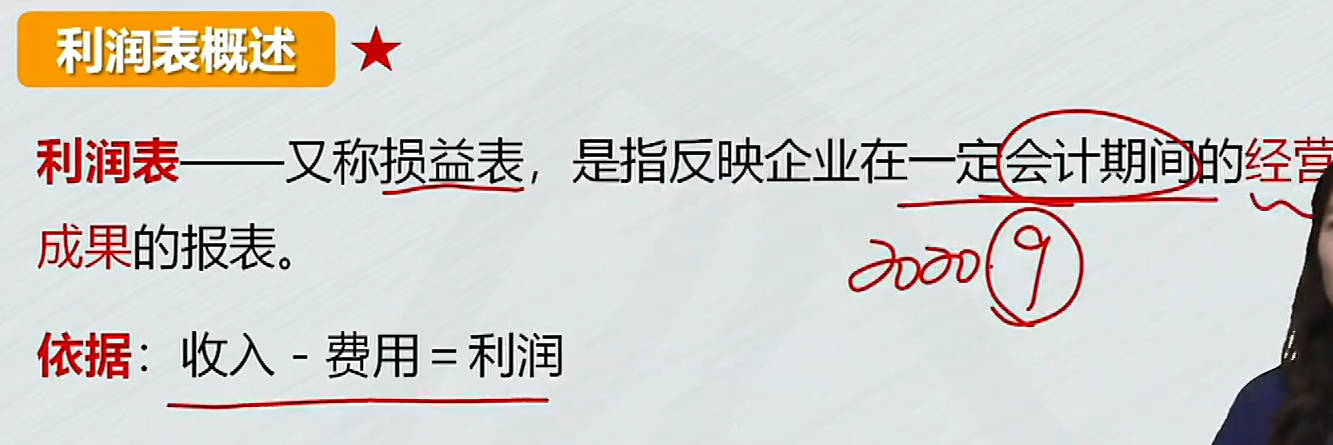 利润表概述
利润表——又称损益表，是指反映企业在一定会计期间的经营
成果的报表。
2020.9
依据：收入 - 费用 = 利润